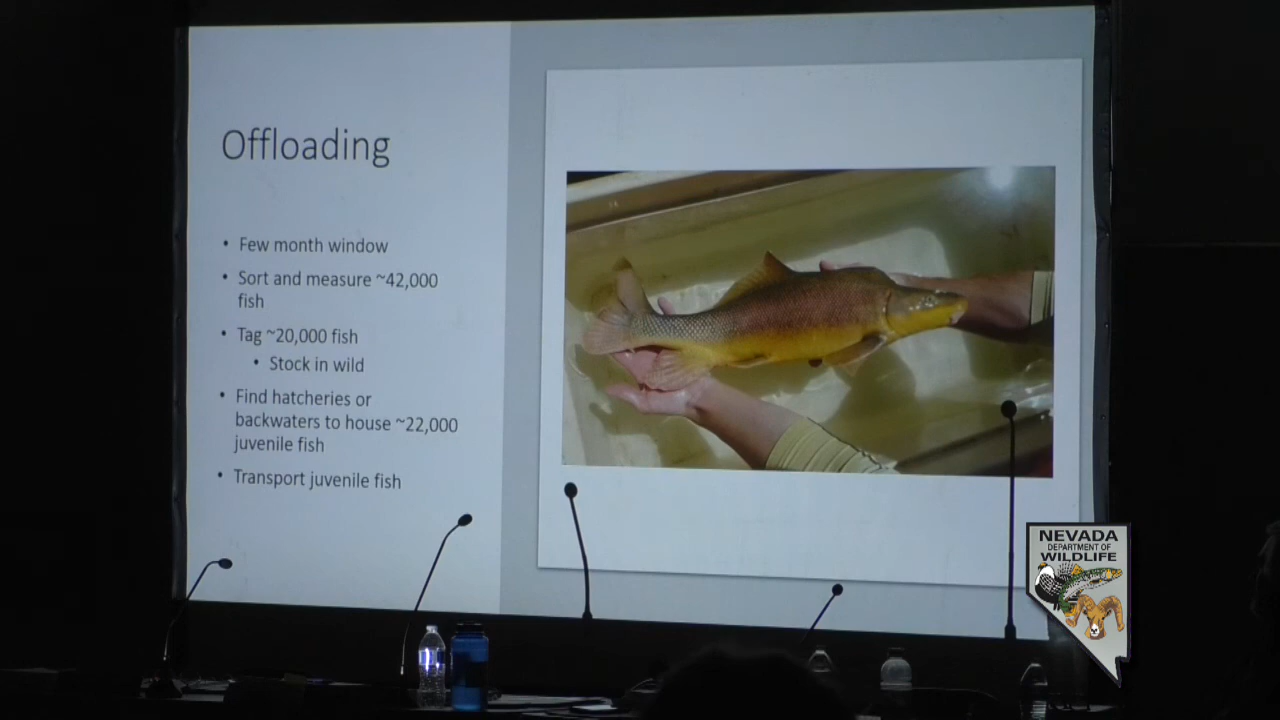 Offloading
• Few month window
• Sort and measure ~42,000
fish
• Tag ~20,000 fish
• Stock in wild
• Find hatcheries or
backwaters to house ~22,000
juvenile fish
• Transport juvenile fish
NEVADA
DEPARTMENT OF
WILDLIFE